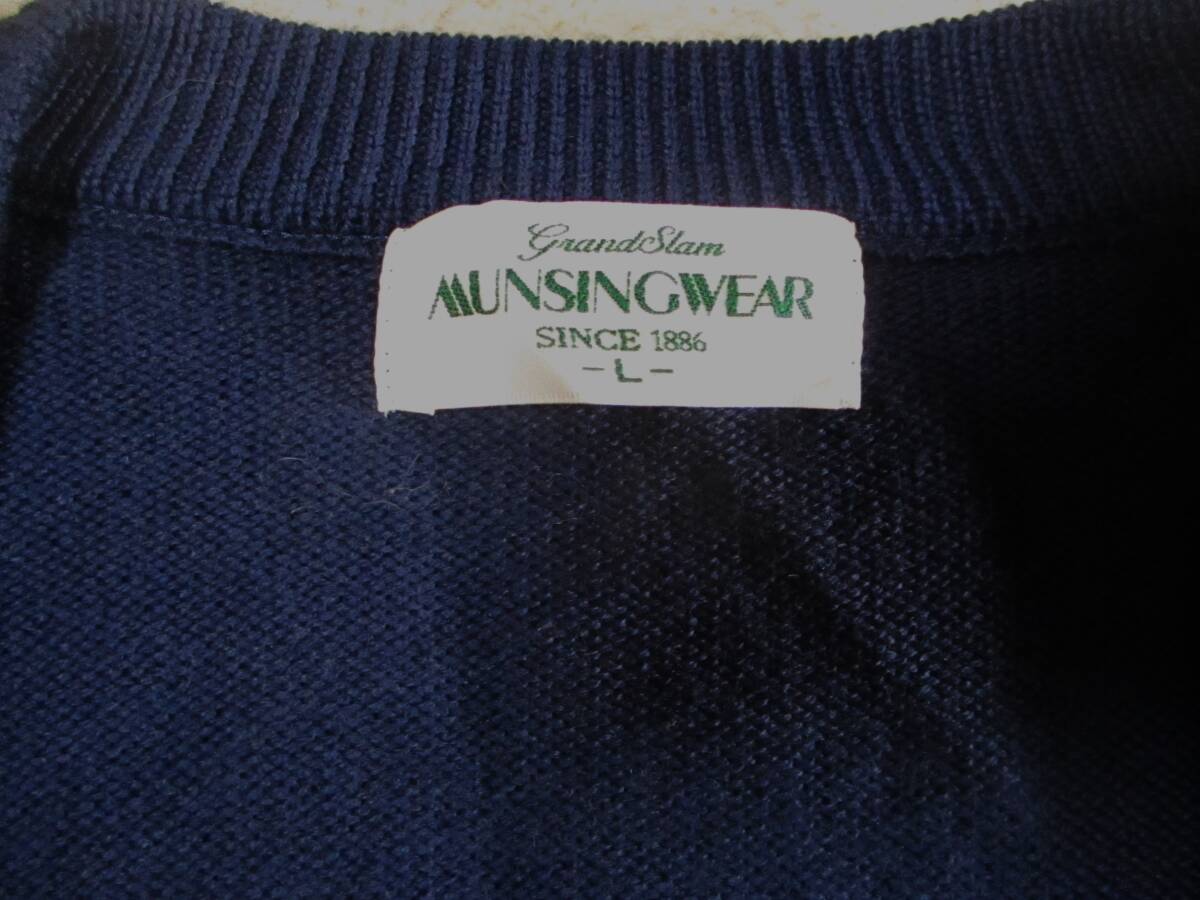 GrandSlam
MUNSINGWEAR
SINCE 1886
-L-